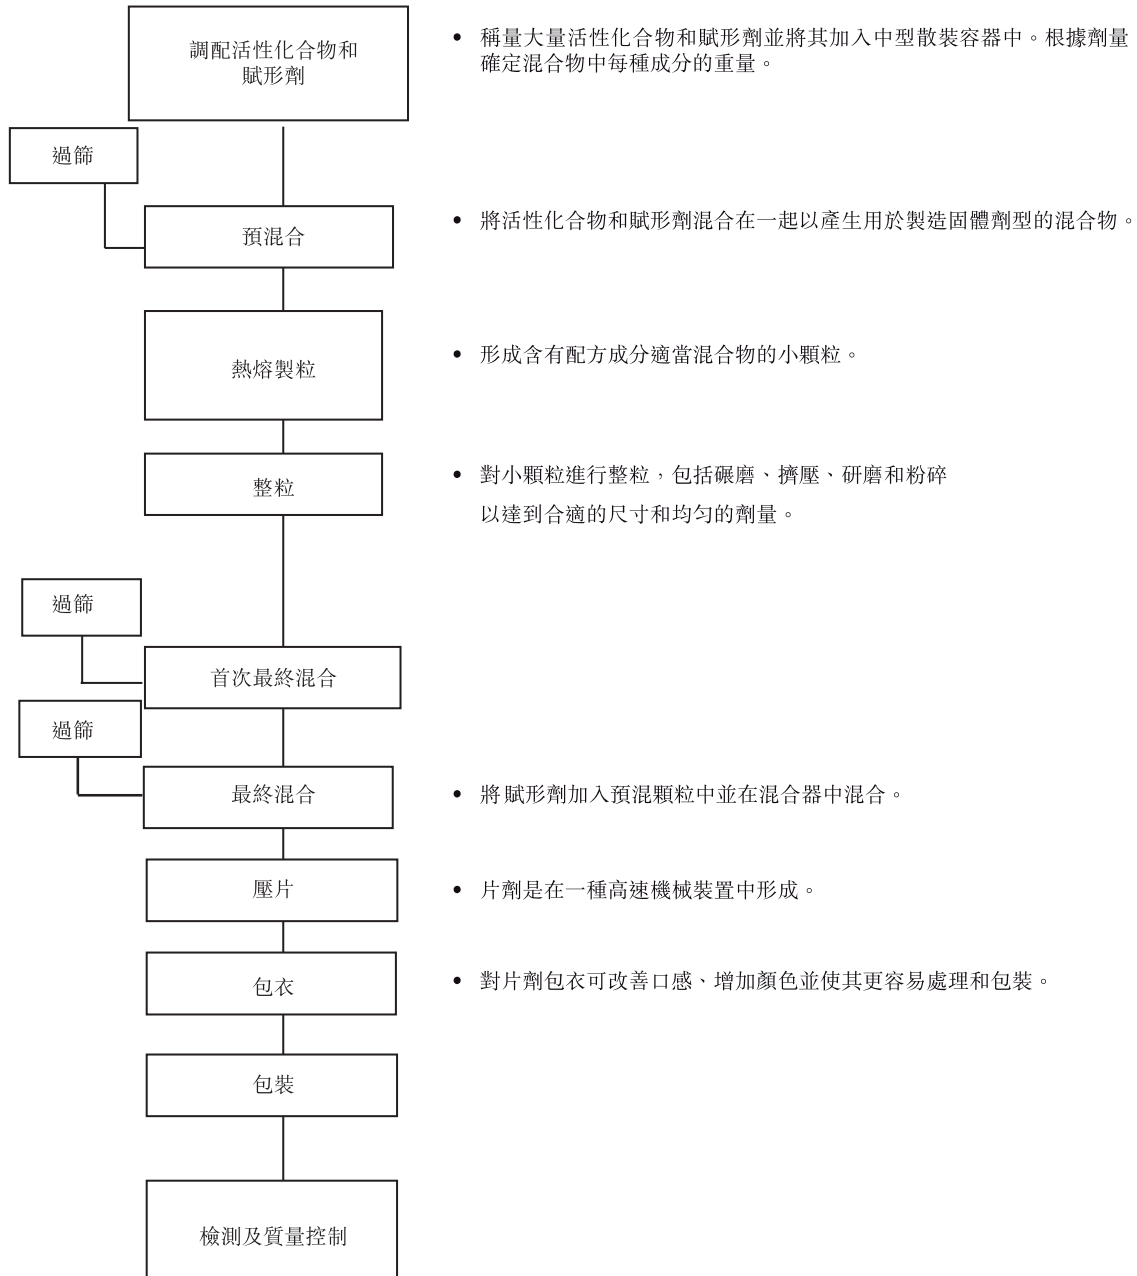 調配活性化合物和
賦形劑
• 稱量大量活性化合物和賦形劑並將其加入中型散裝容器中。根據劑量
確定混合物中每種成分的重量。
過篩
預混合
• 將活性化合物和賦形劑混合在一起以產生用於製造固體劑型的混合物。
熱熔製粒
• 形成含有配方成分適當混合物的小顆粒。
整粒
• 對小顆粒進行整粒，包括碾磨、擠壓、研磨和粉碎
以達到合適的尺寸和均勻的劑量。
過篩
首次最終混合
過篩
最終混合
• 將賦形劑加入預混顆粒中並在混合器中混合。
壓片
• 片劑是在一種高速機械裝置中形成。
包衣
• 對片劑包衣可改善口感、增加顏色並使其更容易處理和包裝。
包裝
檢測及質量控制